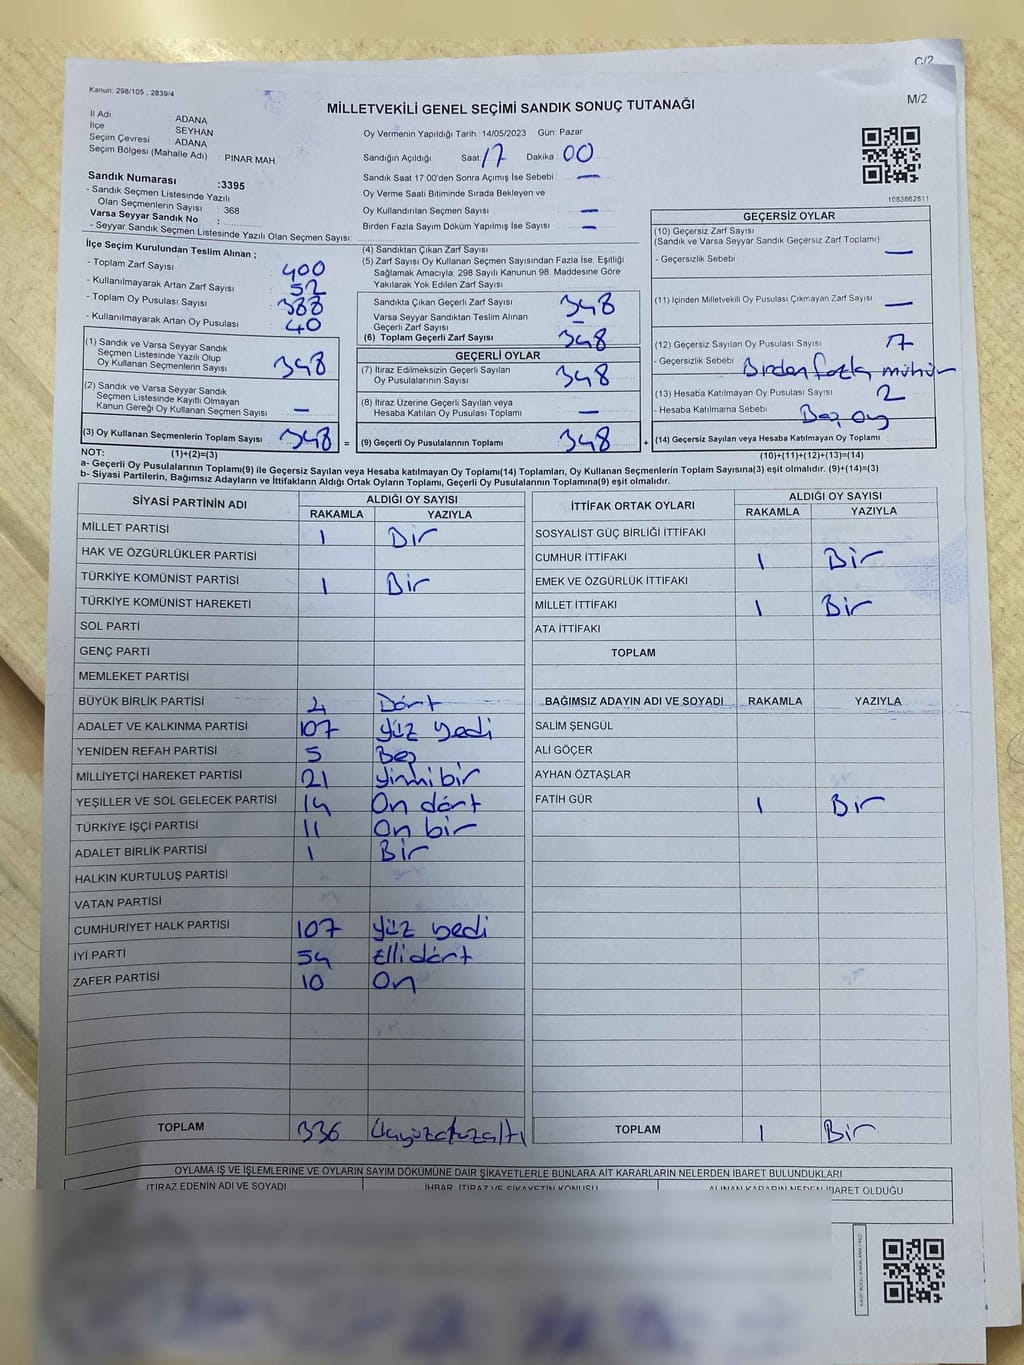 C/2
Kanun: 298/105 , 2839/4
MİLLETVEKİLİ GENEL SEÇİMİ SANDIK SONUÇ TUTANAĞI
M/2
İl Adı : ADANA
İlçe : SEYHAN
Seçim Çevresi : ADANA
Seçim Bölgesi (Mahalle Adı) : PINAR MAH.
Sandık Numarası :3395
- Sandık Seçmen Listesinde Yazılı
Olan Seçmenlerin Sayısı : 368
Varsa Seyyar Sandık No :
- Seyyar Sandık Seçmen Listesinde Yazılı Olan Seçmen Sayısı:
Oy Vermenin Yapıldığı Tarih :14/05/2023 Gün: Pazar
Sandığın Açıldığı Saat: 17 Dakika : 00
Sandık Saat 17:00'den Sonra Açımış İse Sebebi : —
Oy Verme Saati Bitiminde Sırada Bekleyen ve
Oy Kullandırılan Seçmen Sayısı : —
Birden Fazla Sayım Döküm Yapılmış İse Sayısı : —
1083862811
İlçe Seçim Kurulundan Teslim Alınan ;
- Toplam Zarf Sayısı : 400
- Kullanılmayarak Artan Zarf Sayısı : 52
- Toplam Oy Pusulası Sayısı : 388
- Kullanılmayarak Artan Oy Pusulası : 40
(1) Sandık ve Varsa Seyyar Sandık
Seçmen Listesinde Yazılı Olup
Oy Kullanan Seçmenlerin Sayısı : 348
(2) Sandık ve Varsa Seyyar Sandık
Seçmen Listesinde Kayıtlı Olmayan
Kanun Gereği Oy Kullanan Seçmen Sayısı : —
(3) Oy Kullanan Seçmenlerin Toplam Sayısı : 348 =
(4) Sandıktan Çıkan Zarf Sayısı :
(5) Zarf Sayısı Oy Kullanan Seçmen Sayısından Fazla İse, Eşitliği
Sağlamak Amacıyla, 298 Sayılı Kanunun 98. Maddesine Göre
Yakılarak Yok Edilen Zarf Sayısı :
Sandıkta Çıkan Geçerli Zarf Sayısı : 348
Varsa Seyyar Sandıktan Teslim Alınan
Geçerli Zarf Sayısı : —
(6) Toplam Geçerli Zarf Sayısı : 348
GEÇERLİ OYLAR
(7) İtiraz Edilmeksizin Geçerli Sayılan
Oy Pusulalarının Sayısı : 348
(8) İtiraz Üzerine Geçerli Sayılan veya
Hesaba Katılan Oy Pusulası Toplamı : —
(9) Geçerli Oy Pusulalarının Toplamı : 348 +
GEÇERSİZ OYLAR
(10) Geçersiz Zarf Sayısı
(Sandık ve Varsa Seyyar Sandık Geçersiz Zarf Toplamı) : —
- Geçersizlik Sebebi :
(11) İçinden Milletvekili Oy Pusulası Çıkmayan Zarf Sayısı : —
(12) Geçersiz Sayılan Oy Pusulası Sayısı : 17
- Geçersizlik Sebebi : Birden fazla mühür
(13) Hesaba Katılmayan Oy Pusulası Sayısı : 2
- Hesaba Katılmama Sebebi : Boş oy
(14) Geçersiz Sayılan veya Hesaba Katılmayan Oy Toplamı :
NOT: (1)+(2)=(3)
(10)+(11)+(12)+(13)=(14)
a- Geçerli Oy Pusulalarının Toplamı(9) ile Geçersiz Sayılan veya Hesaba katılmayan Oy Toplamı(14) Toplamları, Oy Kullanan Seçmenlerin Toplam Sayısına(3) eşit olmalıdır. (9)+(14)=(3)
b- Siyasi Partilerin, Bağımsız Adayların ve İttifakların Aldığı Ortak Oyların Toplamı, Geçerli Oy Pusulalarının Toplamına(9) eşit olmalıdır.
SİYASİ PARTİNİN ADI
ALDIĞI OY SAYISI
RAKAMLA YAZIYLA
MİLLET PARTİSİ 1 Bir
HAK VE ÖZGÜRLÜKLER PARTİSİ
TÜRKİYE KOMÜNİST PARTİSİ 1 Bir
TÜRKİYE KOMÜNİST HAREKETİ
SOL PARTİ
GENÇ PARTİ
MEMLEKET PARTİSİ
BÜYÜK BİRLİK PARTİSİ 4 Dört
ADALET VE KALKINMA PARTİSİ 107 Yüz yedi
YENİDEN REFAH PARTİSİ 5 Beş
MİLLİYETÇİ HAREKET PARTİSİ 21 Yirmi bir
YEŞİLLER VE SOL GELECEK PARTİSİ 14 On dört
TÜRKİYE İŞÇİ PARTİSİ 11 On bir
ADALET BİRLİK PARTİSİ 1 Bir
HALKIN KURTULUŞ PARTİSİ
VATAN PARTİSİ
CUMHURİYET HALK PARTİSİ 107 Yüz yedi
İYİ PARTİ 54 Elli dört
ZAFER PARTİSİ 10 On
TOPLAM 336 Üçyüzotuzaltı
İTTİFAK ORTAK OYLARI
ALDIĞI OY SAYISI
RAKAMLA YAZIYLA
SOSYALİST GÜÇ BİRLİĞİ İTTİFAKI
CUMHUR İTTİFAKI 1 Bir
EMEK VE ÖZGÜRLÜK İTTİFAKI
MİLLET İTTİFAKI 1 Bir
ATA İTTİFAKI
TOPLAM
BAĞIMSIZ ADAYIN ADI VE SOYADI RAKAMLA YAZIYLA
SALİM ŞENGÜL
ALİ GÖÇER
AYHAN ÖZTAŞLAR
FATİH GÜR 1 Bir
TOPLAM 1 Bir
OYLAMA İŞ VE İŞLEMLERİNE VE OYLARIN SAYIM DÖKÜMÜNE DAİR ŞİKAYETLERLE BUNLARA AİT KARARLARIN NELERDEN İBARET BULUNDUKLARI
İTİRAZ EDENİN ADI VE SOYADI
İHBAR, İTİRAZ VE ŞİKAYETİN KONUSU
ALINAN KARARIN NEDEN İBARET OLDUĞU